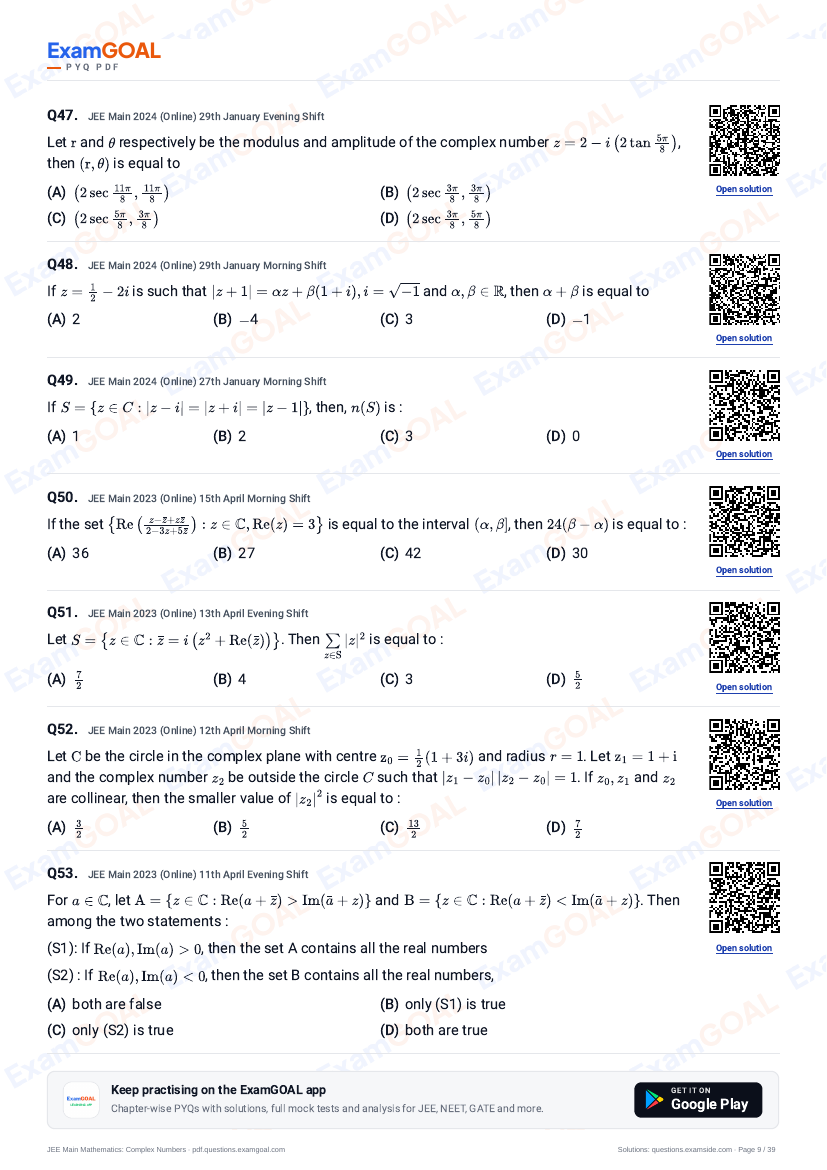 ExamGOAL
PYQ PDF
Q47. JEE Main 2024 (Online) 29th January Evening Shift
Let r and θ respectively be the modulus and amplitude of the complex number z = 2 − i (2 tan 5π/8),
then (r, θ) is equal to
(A) (2 sec 11π/8, 11π/8) (B) (2 sec 3π/8, 3π/8)
(C) (2 sec 5π/8, 3π/8) (D) (2 sec 3π/8, 5π/8)
Open solution
Q48. JEE Main 2024 (Online) 29th January Morning Shift
If z = 1/2 − 2i is such that |z + 1| = αz + β(1 + i), i = √−1 and α, β ∈ ℝ, then α + β is equal to
(A) 2 (B) −4 (C) 3 (D) −1
Open solution
Q49. JEE Main 2024 (Online) 27th January Morning Shift
If S = {z ∈ C : |z − i| = |z + i| = |z − 1|}, then, n(S) is :
(A) 1 (B) 2 (C) 3 (D) 0
Open solution
Q50. JEE Main 2023 (Online) 15th April Morning Shift
If the set {Re ((z − z̄ + zz̄)/(2 − 3z + 5z̄)) : z ∈ ℂ, Re(z) = 3} is equal to the interval (α, β], then 24(β − α) is equal to :
(A) 36 (B) 27 (C) 42 (D) 30
Open solution
Q51. JEE Main 2023 (Online) 13th April Evening Shift
Let S = {z ∈ ℂ : z̄ = i (z² + Re(z̄))}. Then ∑ z∈S |z|² is equal to :
(A) 7/2 (B) 4 (C) 3 (D) 5/2
Open solution
Q52. JEE Main 2023 (Online) 12th April Morning Shift
Let C be the circle in the complex plane with centre z₀ = 1/2(1 + 3i) and radius r = 1. Let z₁ = 1 + i
and the complex number z₂ be outside the circle C such that |z₁ − z₀| |z₂ − z₀| = 1. If z₀, z₁ and z₂
are collinear, then the smaller value of |z₂|² is equal to :
(A) 3/2 (B) 5/2 (C) 13/2 (D) 7/2
Open solution
Q53. JEE Main 2023 (Online) 11th April Evening Shift
For a ∈ ℂ, let A = {z ∈ ℂ : Re(a + z̄) > Im(ā + z)} and B = {z ∈ ℂ : Re(a + z̄) < Im(ā + z)}. Then
among the two statements :
(S1): If Re(a), Im(a) > 0, then the set A contains all the real numbers
(S2) : If Re(a), Im(a) < 0, then the set B contains all the real numbers,
(A) both are false (B) only (S1) is true
(C) only (S2) is true (D) both are true
Open solution
ExamGOAL
Keep practising on the ExamGOAL app
Chapter-wise PYQs with solutions, full mock tests and analysis for JEE, NEET, GATE and more.
GET IT ON
Google Play
JEE Main Mathematics: Complex Numbers · pdf.questions.examgoal.com Solutions: questions.examside.com · Page 9 / 39